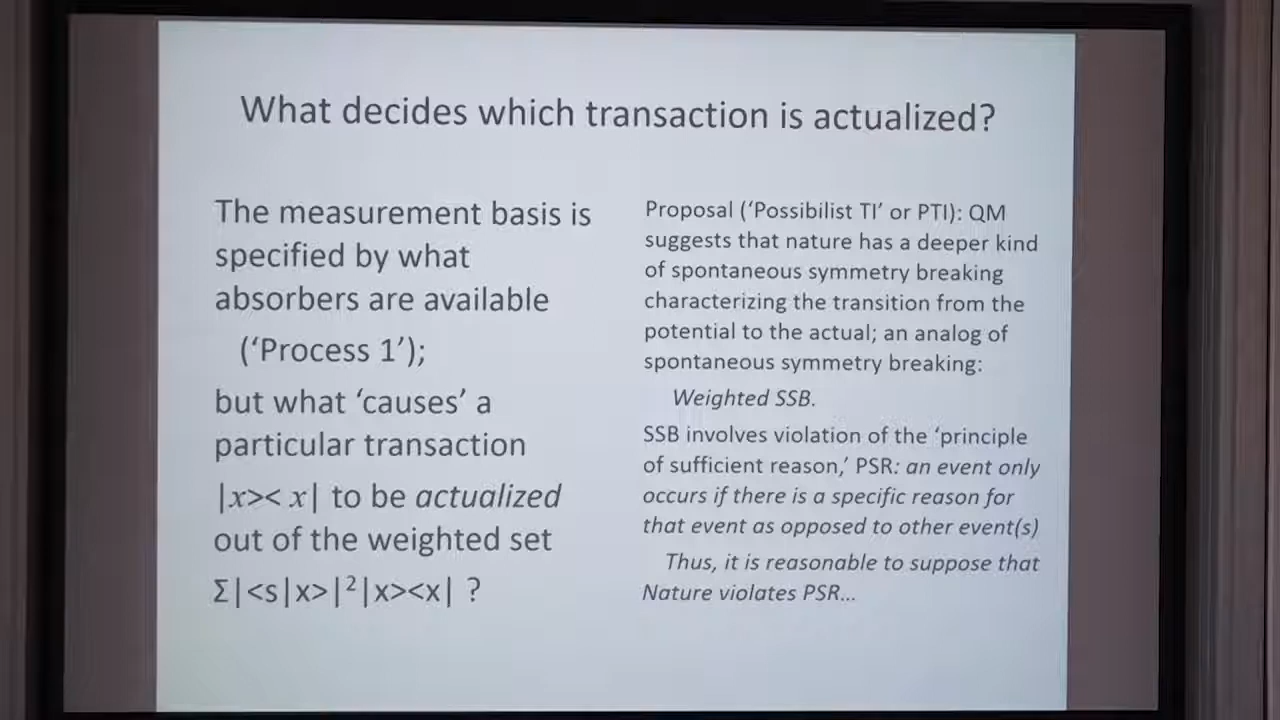 What decides which transaction is actualized?
The measurement basis is
specified by what
absorbers are available
(‘Process 1’);
but what ‘causes’ a
particular transaction
|x>< x| to be actualized
out of the weighted set
Σ|<s|x>|²|x><x| ?
Proposal (‘Possibilist TI’ or PTI): QM
suggests that nature has a deeper kind
of spontaneous symmetry breaking
characterizing the transition from the
potential to the actual; an analog of
spontaneous symmetry breaking:
Weighted SSB.
SSB involves violation of the ‘principle
of sufficient reason,’ PSR: an event only
occurs if there is a specific reason for
that event as opposed to other event(s)
Thus, it is reasonable to suppose that
Nature violates PSR...